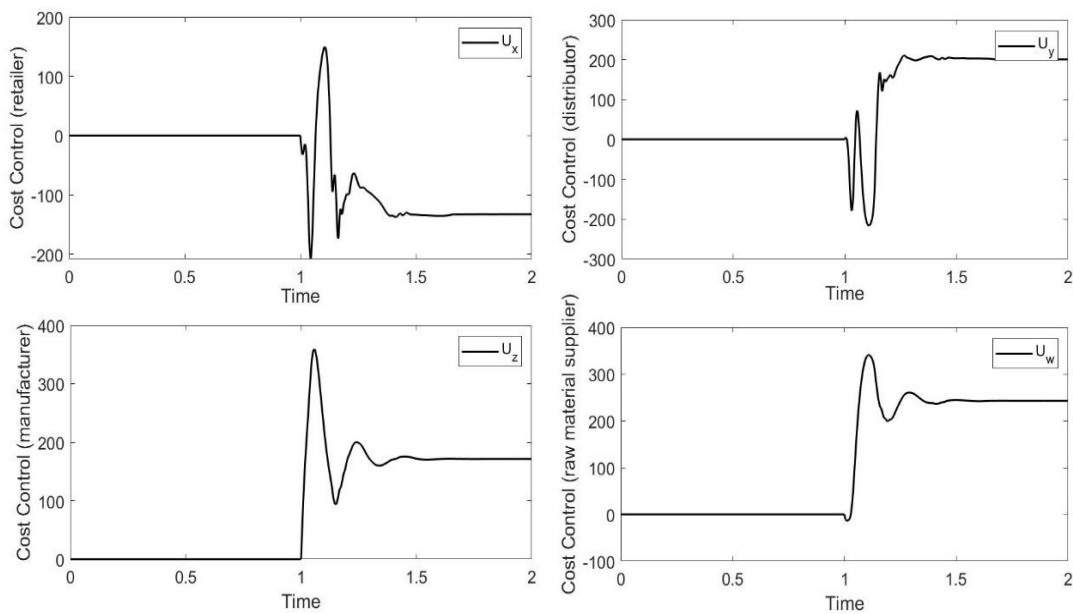 200
100
0
-100
-200
Cost Control (retailer)
U_x
0 0.5 1 1.5 2
Time
300
200
100
0
-100
-200
-300
Cost Control (distributor)
U_y
0 0.5 1 1.5 2
Time
400
300
200
100
0
Cost Control (manufacturer)
U_z
0 0.5 1 1.5 2
Time
400
300
200
100
0
-100
Cost Control (raw material supplier)
U_w
0 0.5 1 1.5 2
Time